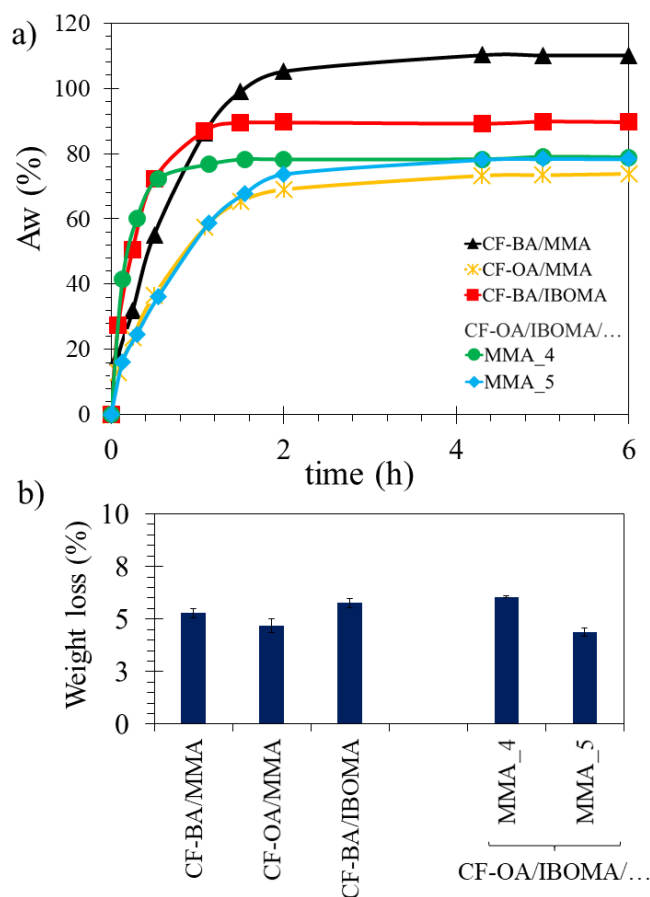 a)
120
100
80
60
40
20
0
Aw (%)
CF-BA/MMA
CF-OA/MMA
CF-BA/IBOMA
CF-OA/IBOMA/…
MMA_4
MMA_5
0 2 4 6
time (h)
b)
10
8
5
3
0
Weight loss (%)
CF-BA/MMA
CF-OA/MMA
CF-BA/IBOMA
MMA_4
MMA_5
CF-OA/IBOMA/…